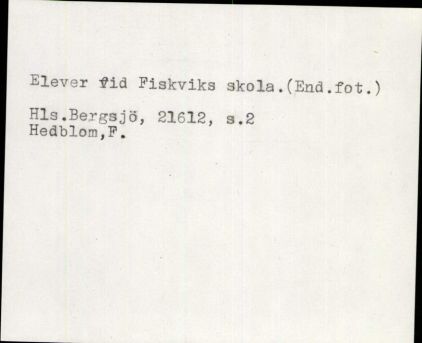 Elever vid Fiskviks skola.(End.fot.)
Hls.Bergsjö, 21612, s.2
Hedblom,F.